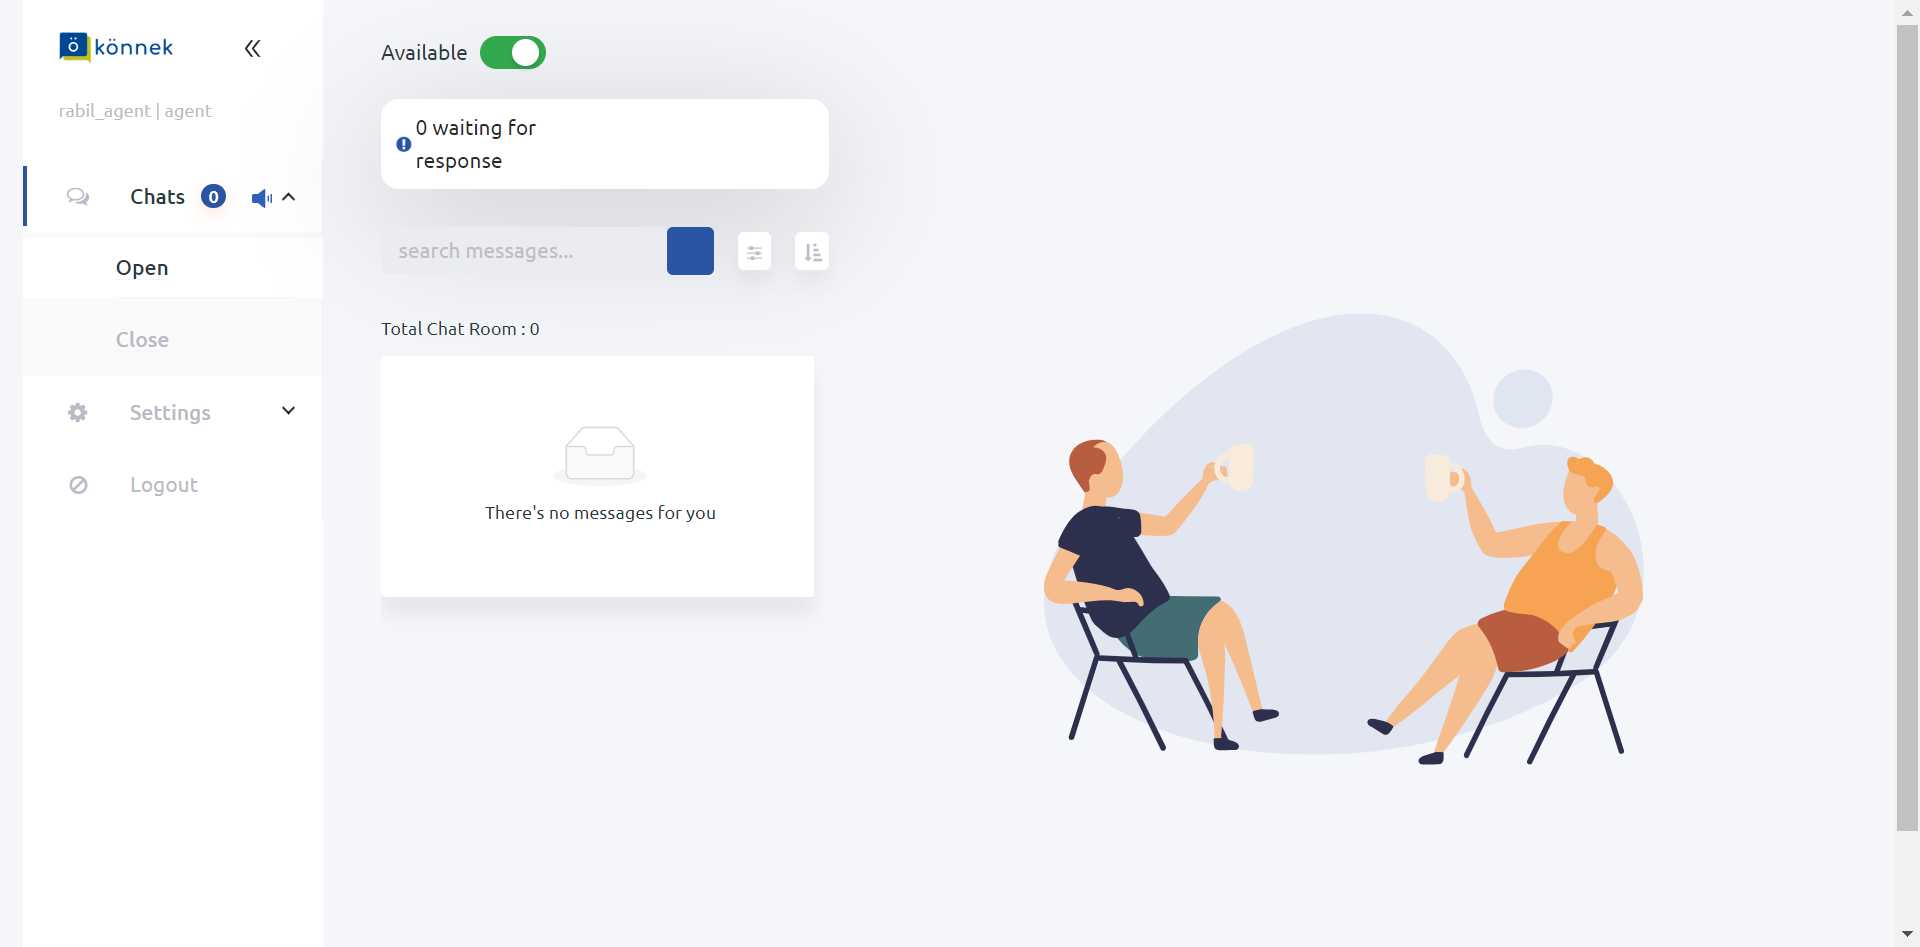 ö könnek
rabil_agent | agent
Chats 0
Open
Close
Settings
Logout
Available
0 waiting for
response
search messages...
Total Chat Room : 0
There's no messages for you